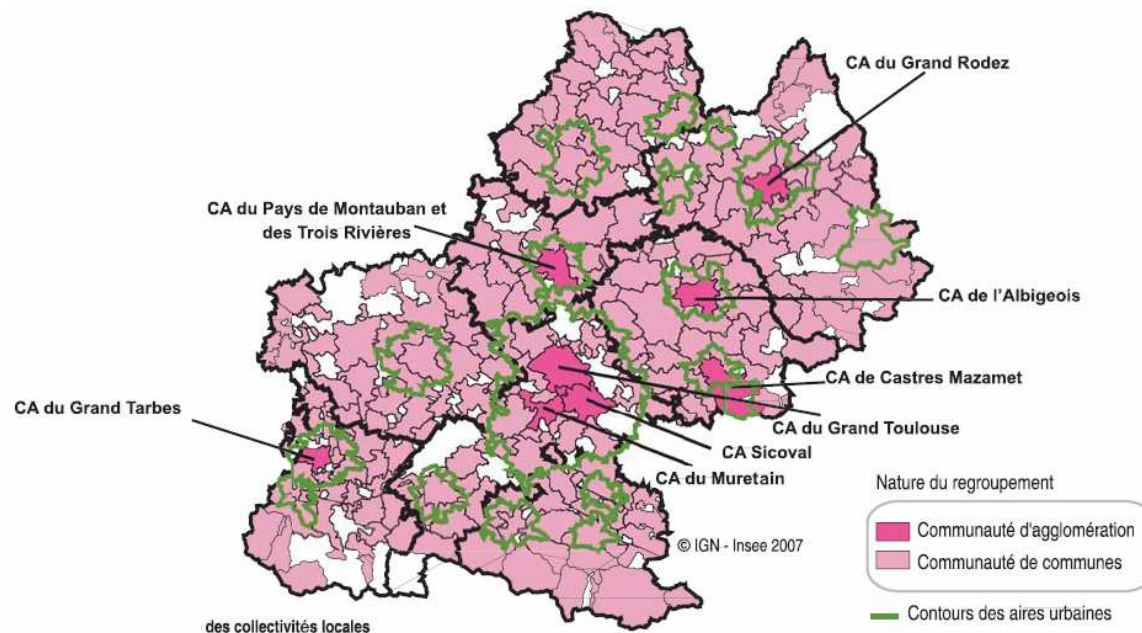 CA du Grand Rodez
CA du Pays de Montauban et
des Trois Rivières
CA de l'Albigeois
CA de Castres Mazamet
CA du Grand Tarbes
CA du Grand Toulouse
CA Sicoval
CA du Muretain
Nature du regroupement
Communauté d'agglomération
Communauté de communes
© IGN - Insee 2007
Contours des aires urbaines
des collectivités locales